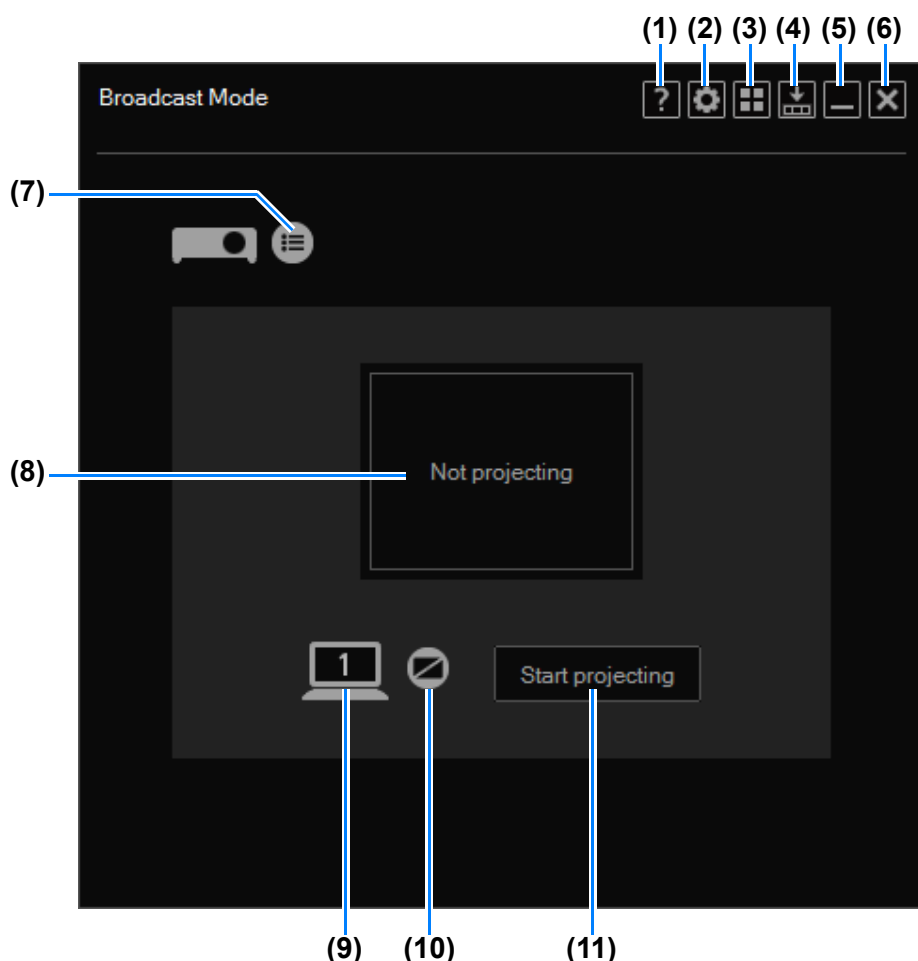 (1) (2) (3) (4) (5) (6)
Broadcast Mode
?
(7)
(8)
Not projecting
1
Start projecting
(9) (10) (11)